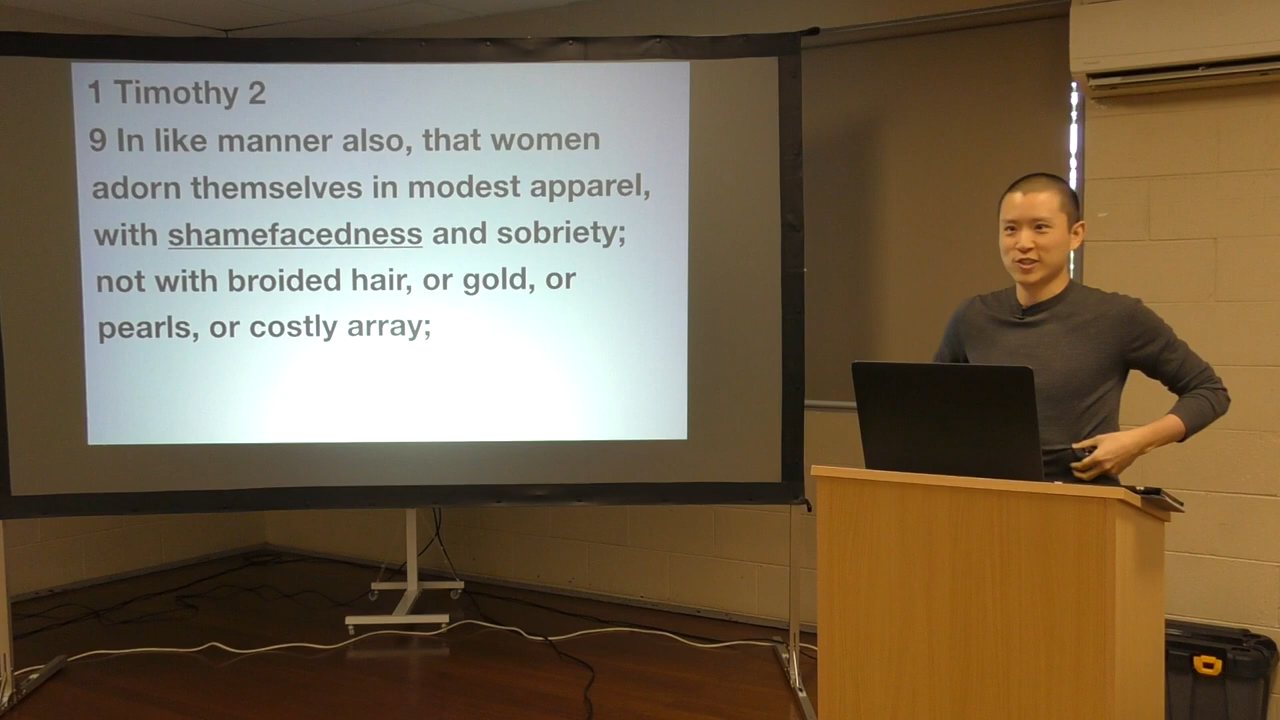 1 Timothy 2
9 In like manner also, that women
adorn themselves in modest apparel,
with shamefacedness and sobriety;
not with broided hair, or gold, or
pearls, or costly array;